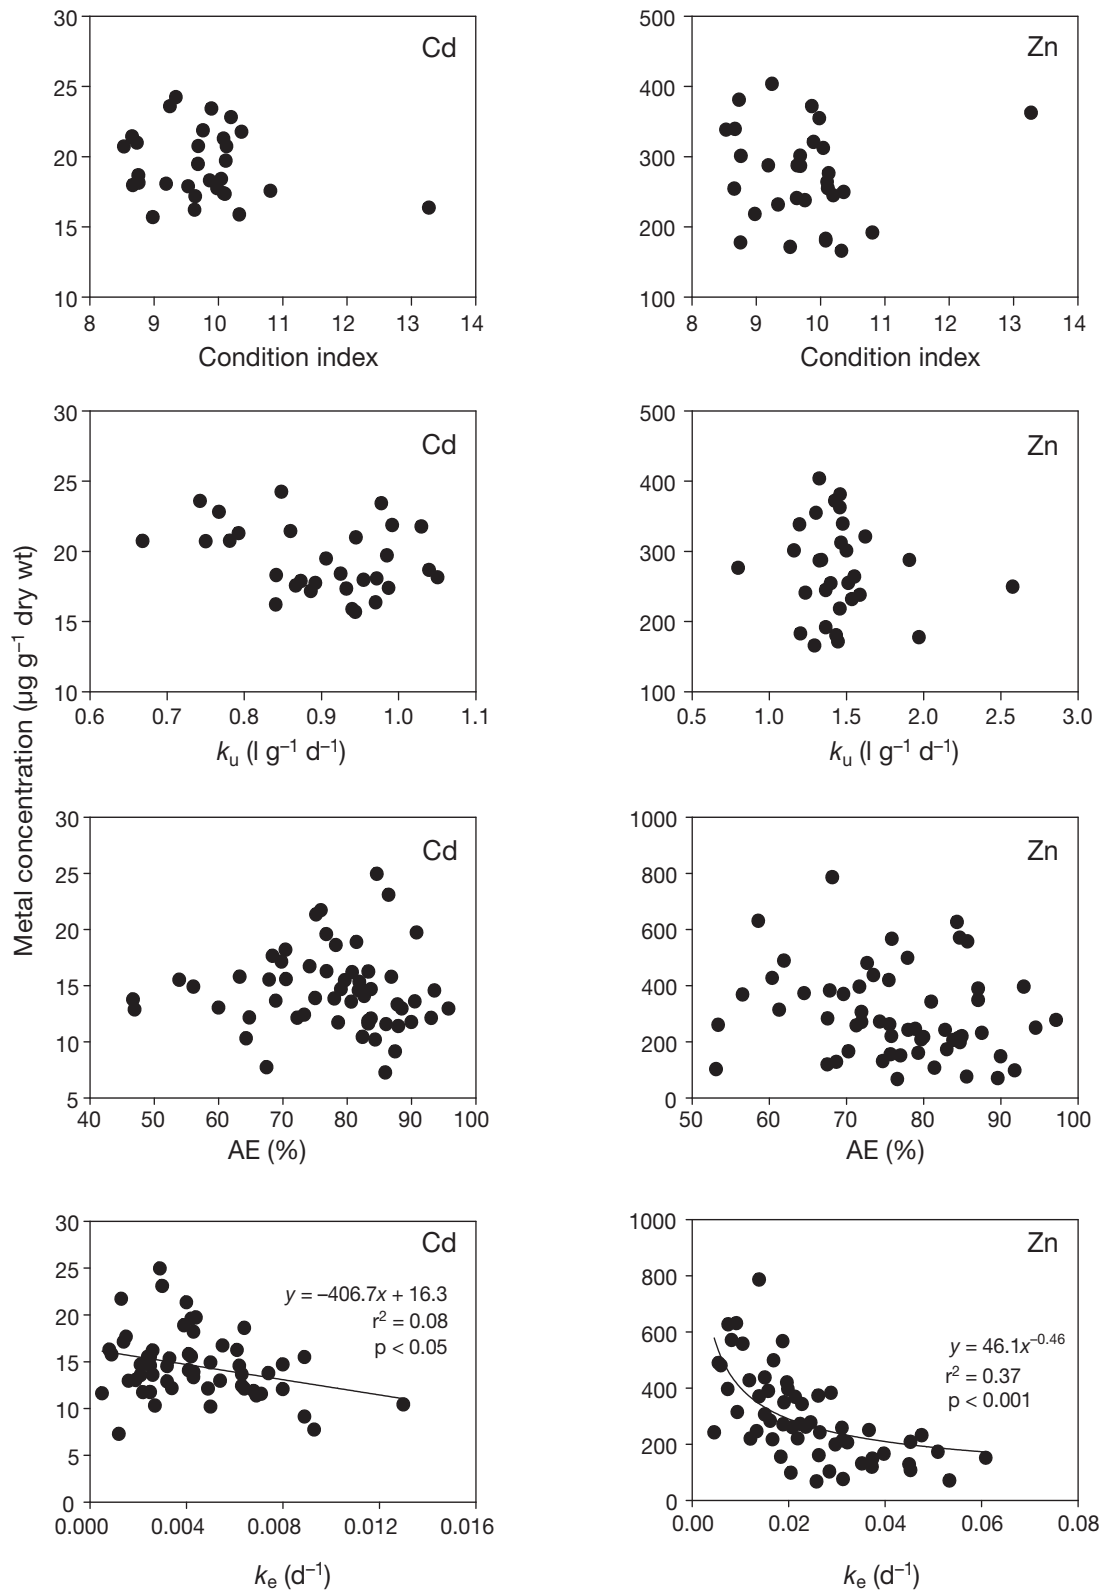 Metal concentration (µg g⁻¹ dry wt)
30
25
20
15
10
Cd
8 9 10 11 12 13 14
Condition index
500
400
300
200
100
Zn
8 9 10 11 12 13 14
Condition index
30
25
20
15
10
Cd
0.6 0.7 0.8 0.9 1.0 1.1
kᵤ (l g⁻¹ d⁻¹)
500
400
300
200
100
Zn
0.5 1.0 1.5 2.0 2.5 3.0
kᵤ (l g⁻¹ d⁻¹)
30
25
20
15
10
5
Cd
40 50 60 70 80 90 100
AE (%)
1000
800
600
400
200
0
Zn
50 60 70 80 90 100
AE (%)
30
25
20
15
10
5
0
Cd
y = –406.7x + 16.3
r² = 0.08
p < 0.05
0.000 0.004 0.008 0.012 0.016
kₑ (d⁻¹)
1000
800
600
400
200
0
Zn
y = 46.1x⁻⁰·⁴⁶
r² = 0.37
p < 0.001
0.00 0.02 0.04 0.06 0.08
kₑ (d⁻¹)